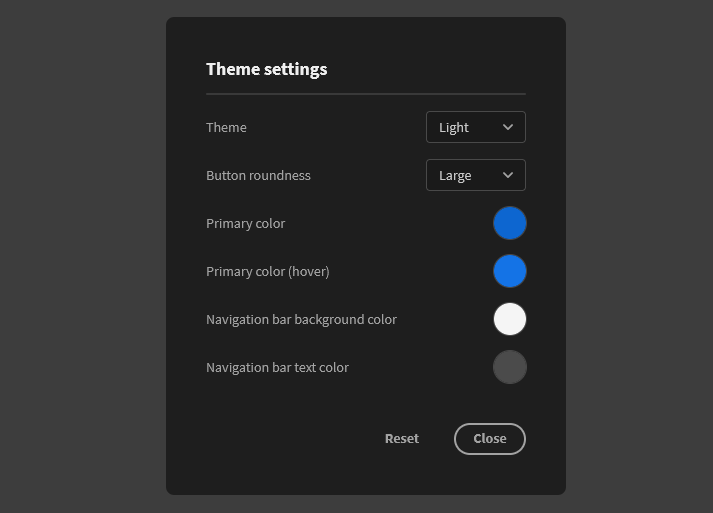 Theme settings
Theme Light
Button roundness Large
Primary color
Primary color (hover)
Navigation bar background color
Navigation bar text color
Reset Close